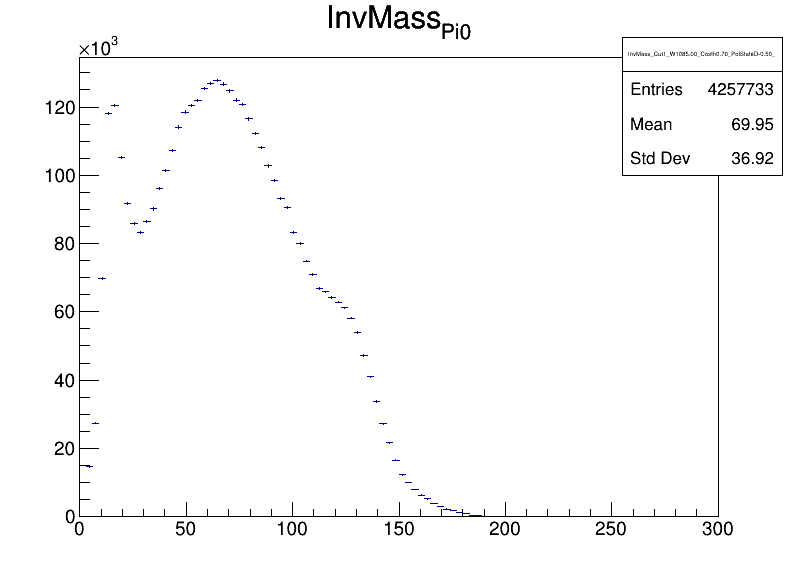 InvMass_Pi0
×10^3
InvMass_Cut1_W1085.00_Costh0.70_PolStateD-0.50_
Entries 4257733
Mean 69.95
Std Dev 36.92
120
100
80
60
40
20
0
0 50 100 150 200 250 300